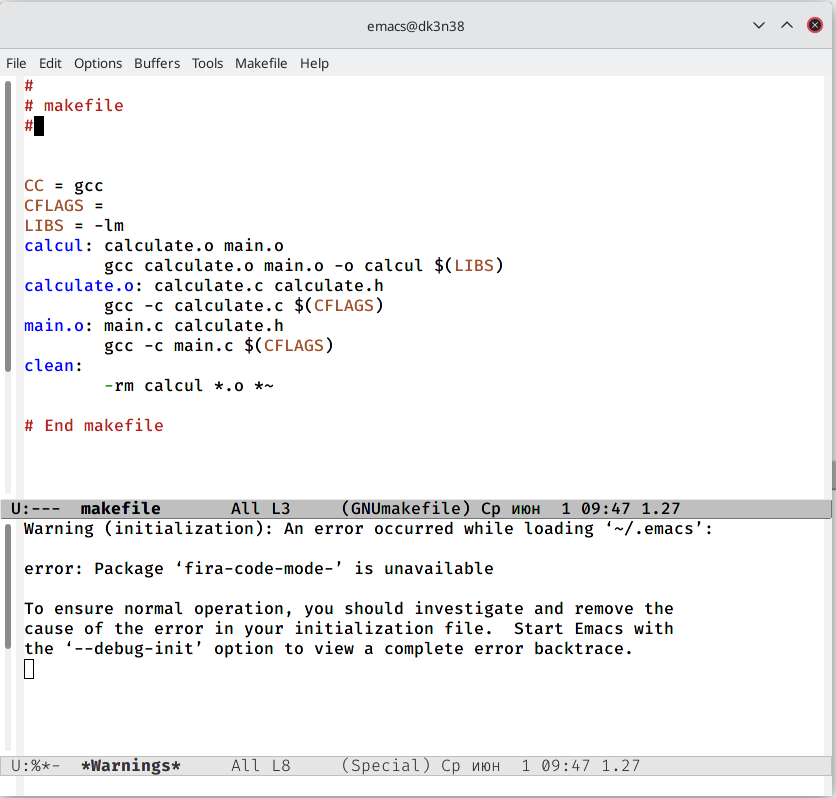 emacs@dk3n38
File Edit Options Buffers Tools Makefile Help
#
# makefile
#
CC = gcc
CFLAGS =
LIBS = -lm
calcul: calculate.o main.o
gcc calculate.o main.o -o calcul $(LIBS)
calculate.o: calculate.c calculate.h
gcc -c calculate.c $(CFLAGS)
main.o: main.c calculate.h
gcc -c main.c $(CFLAGS)
clean:
-rm calcul *.o *~
# End makefile
U:--- makefile All L3 (GNUmakefile) Ср июн 1 09:47 1.27
Warning (initialization): An error occurred while loading ‘~/.emacs’:
error: Package ‘fira-code-mode-’ is unavailable
To ensure normal operation, you should investigate and remove the
cause of the error in your initialization file. Start Emacs with
the ‘--debug-init’ option to view a complete error backtrace.
U:%*- *Warnings* All L8 (Special) Ср июн 1 09:47 1.27